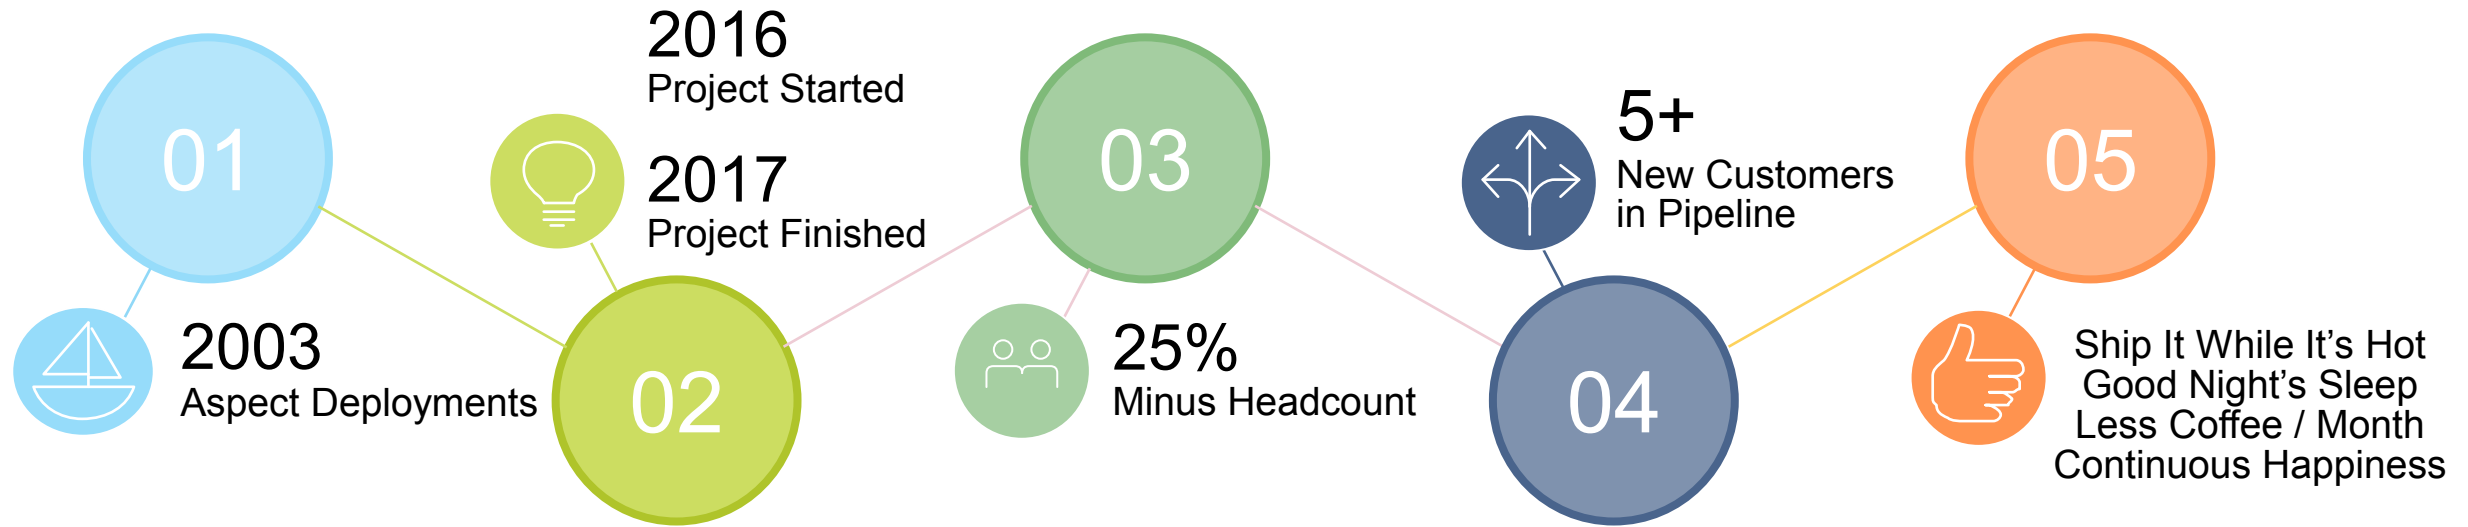 01
2003
Aspect Deployments
2016
Project Started
2017
Project Finished
02
03
25%
Minus Headcount
5+
New Customers
in Pipeline
04
05
Ship It While It’s Hot
Good Night’s Sleep
Less Coffee / Month
Continuous Happiness